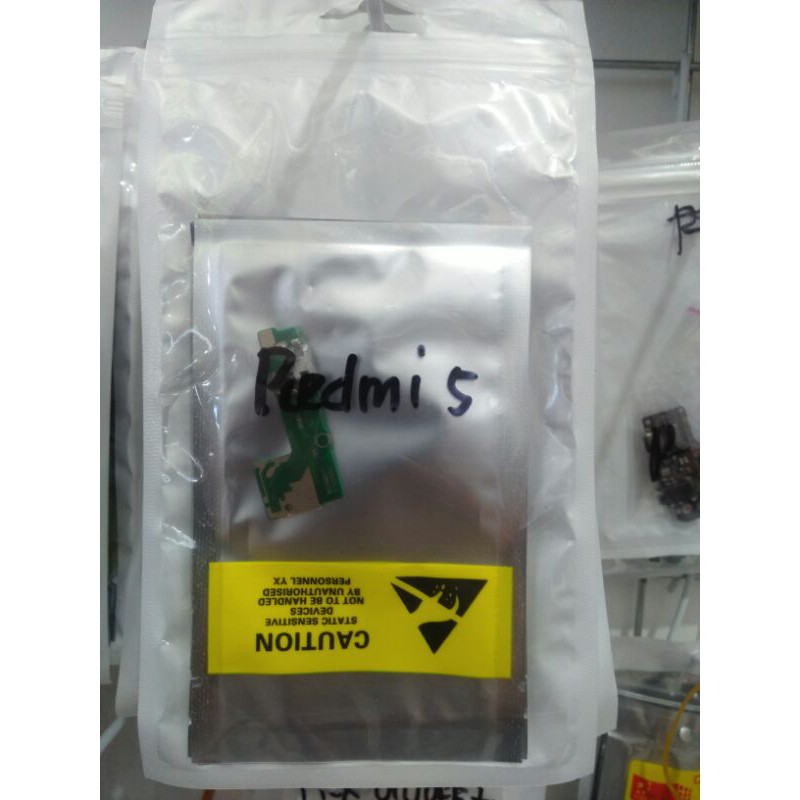 Redmi 5
CAUTION
STATIC SENSITIVE
DEVICES
NOT TO BE HANDLED
BY UNAUTHORISED
PERSONNEL YX